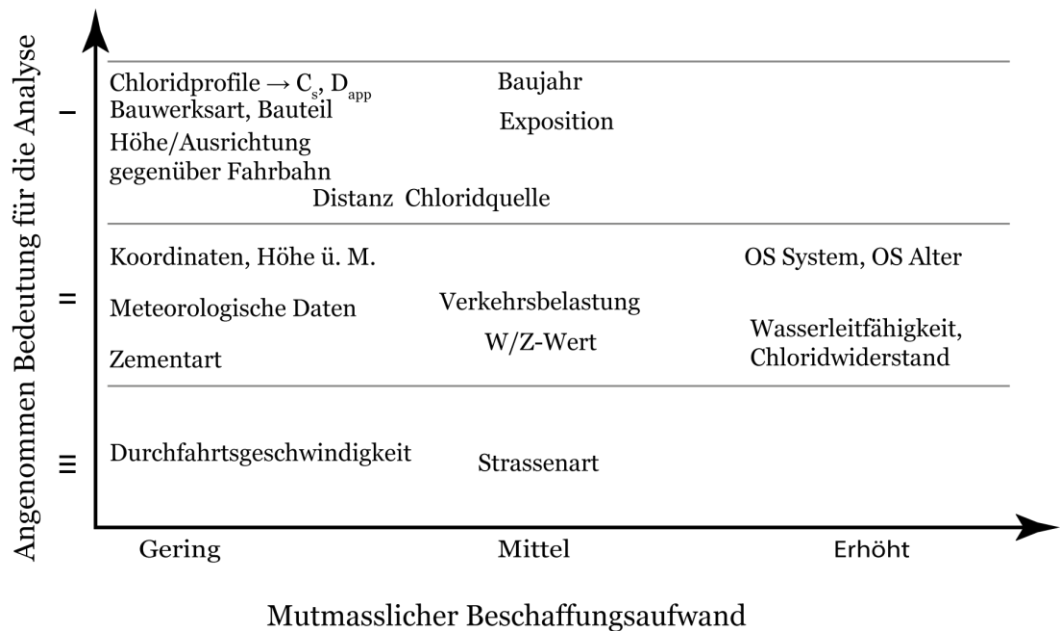 Angenommen Bedeutung für die Analyse
I
Chloridprofile → Cs, Dapp
Bauwerksart, Bauteil
Höhe/Ausrichtung
gegenüber Fahrbahn
Baujahr
Exposition
Distanz Chloridquelle
II
Koordinaten, Höhe ü. M.
OS System, OS Alter
Meteorologische Daten
Verkehrsbelastung
Zementart
W/Z-Wert
Wasserleitfähigkeit,
Chloridwiderstand
III
Durchfahrtsgeschwindigkeit
Strassenart
Gering
Mittel
Erhöht
Mutmasslicher Beschaffungsaufwand